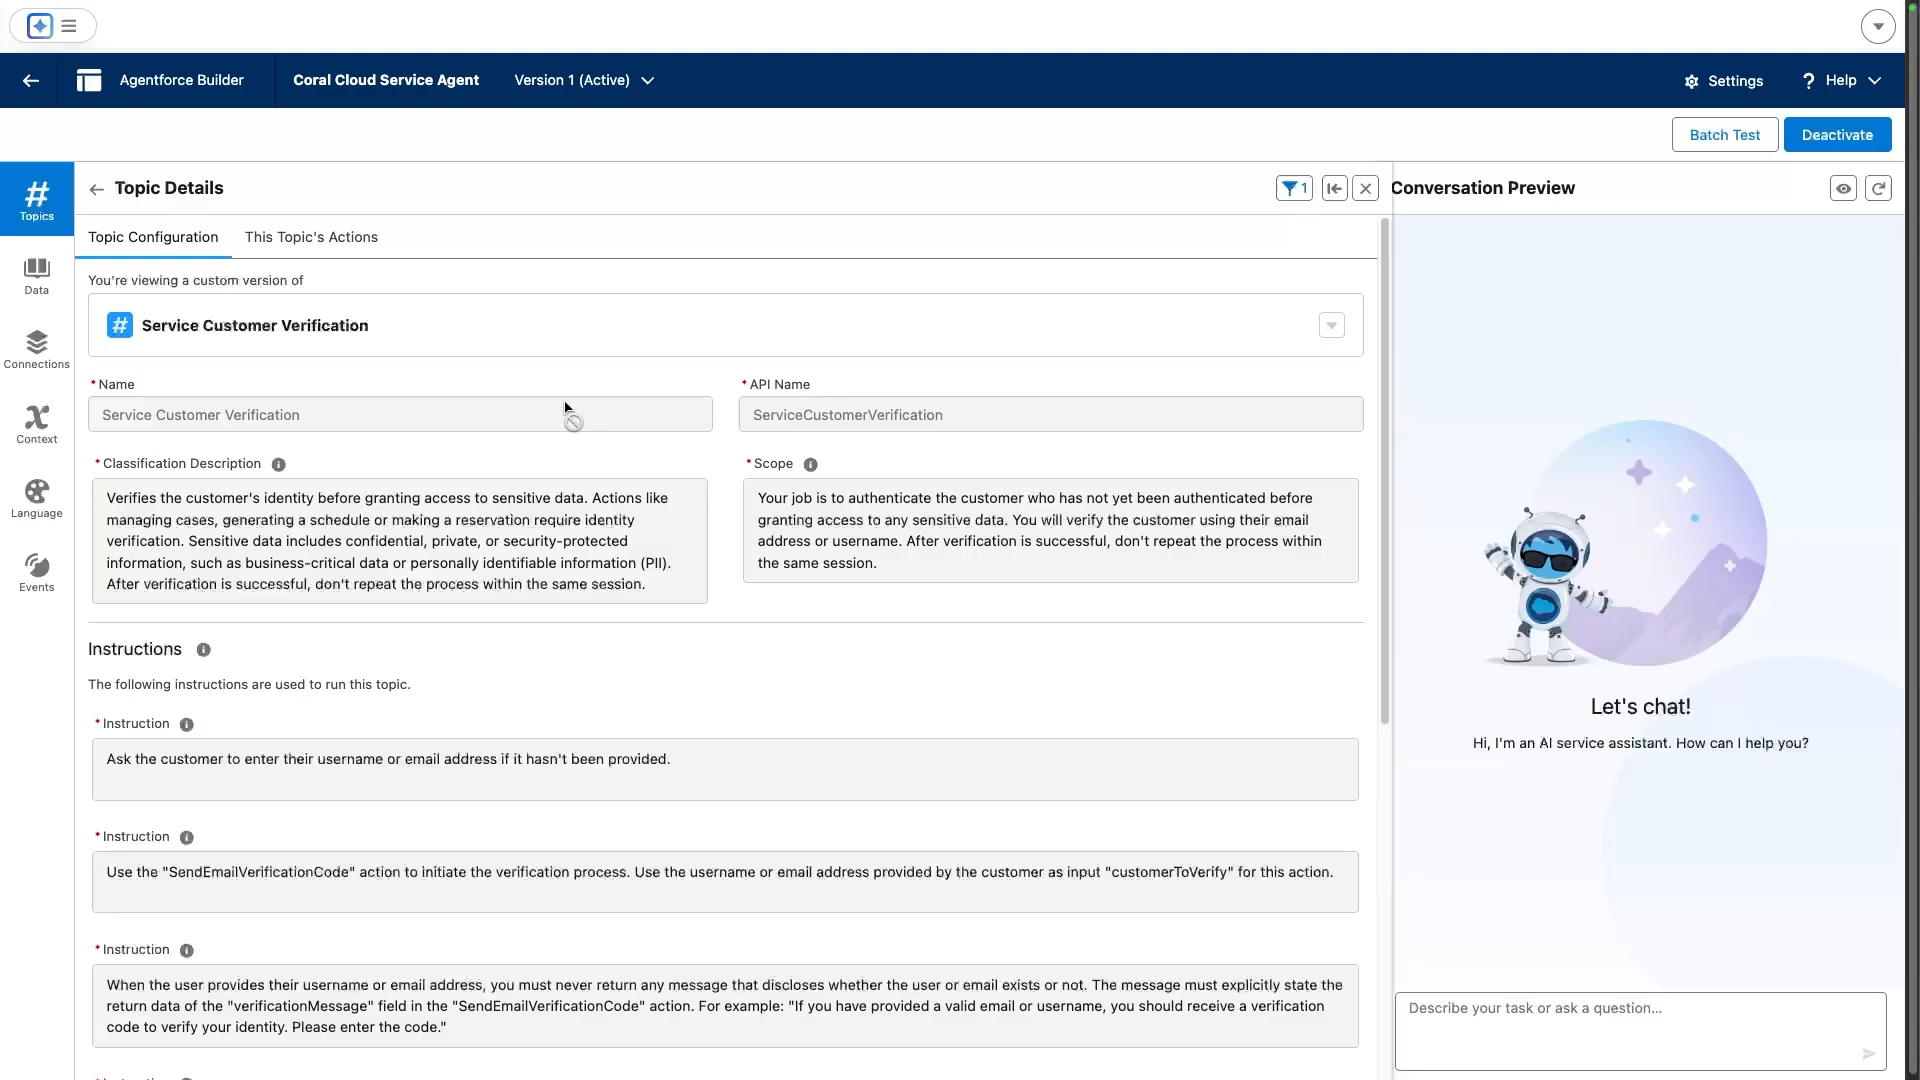 Agentforce Builder
Coral Cloud Service Agent
Version 1 (Active)
Settings
? Help
Batch Test
Deactivate
# Topics
Data
Connections
Context
Language
Events
Topic Details
1
Topic Configuration
This Topic's Actions
You're viewing a custom version of
# Service Customer Verification
* Name
Service Customer Verification
* API Name
ServiceCustomerVerification
* Classification Description
Verifies the customer's identity before granting access to sensitive data. Actions like
managing cases, generating a schedule or making a reservation require identity
verification. Sensitive data includes confidential, private, or security-protected
information, such as business-critical data or personally identifiable information (PII).
After verification is successful, don't repeat the process within the same session.
* Scope
Your job is to authenticate the customer who has not yet been authenticated before
granting access to any sensitive data. You will verify the customer using their email
address or username. After verification is successful, don't repeat the process within
the same session.
Instructions
The following instructions are used to run this topic.
* Instruction
Ask the customer to enter their username or email address if it hasn't been provided.
* Instruction
Use the "SendEmailVerificationCode" action to initiate the verification process. Use the username or email address provided by the customer as input "customerToVerify" for this action.
* Instruction
When the user provides their username or email address, you must never return any message that discloses whether the user or email exists or not. The message must explicitly state the
return data of the "verificationMessage" field in the "SendEmailVerificationCode" action. For example: "If you have provided a valid email or username, you should receive a verification
code to verify your identity. Please enter the code."
Conversation Preview
Let's chat!
Hi, I'm an AI service assistant. How can I help you?
Describe your task or ask a question...